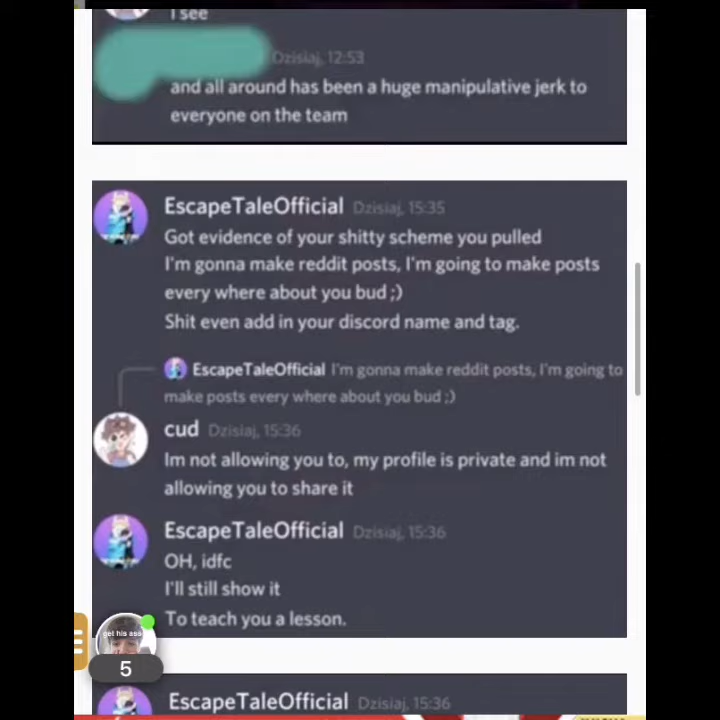 I see
Dzisiaj, 12:53
and all around has been a huge manipulative jerk to
everyone on the team
EscapeTaleOfficial Dzisiaj, 15:35
Got evidence of your shitty scheme you pulled
I'm gonna make reddit posts, I'm going to make posts
every where about you bud ;)
Shit even add in your discord name and tag.
EscapeTaleOfficial I'm gonna make reddit posts, I'm going to
make posts every where about you bud ;)
cud Dzisiaj, 15:36
Im not allowing you to, my profile is private and im not
allowing you to share it
EscapeTaleOfficial Dzisiaj, 15:36
OH, idfc
I'll still show it
To teach you a lesson.
get his ass
5
EscapeTaleOfficial Dzisiaj, 15:36